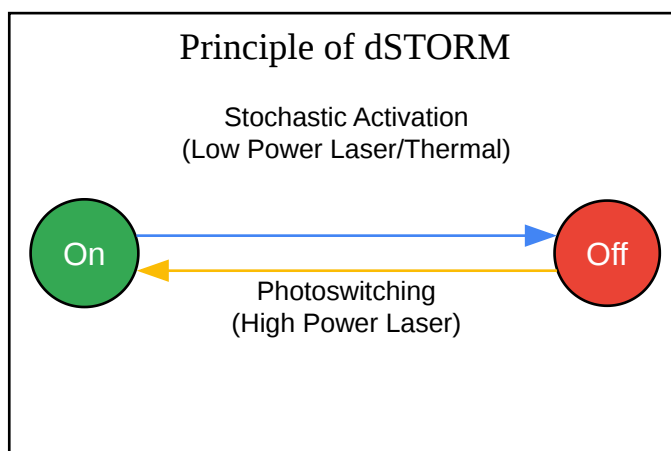 Principle of dSTORM
Stochastic Activation
(Low Power Laser/Thermal)
On
Off
Photoswitching
(High Power Laser)